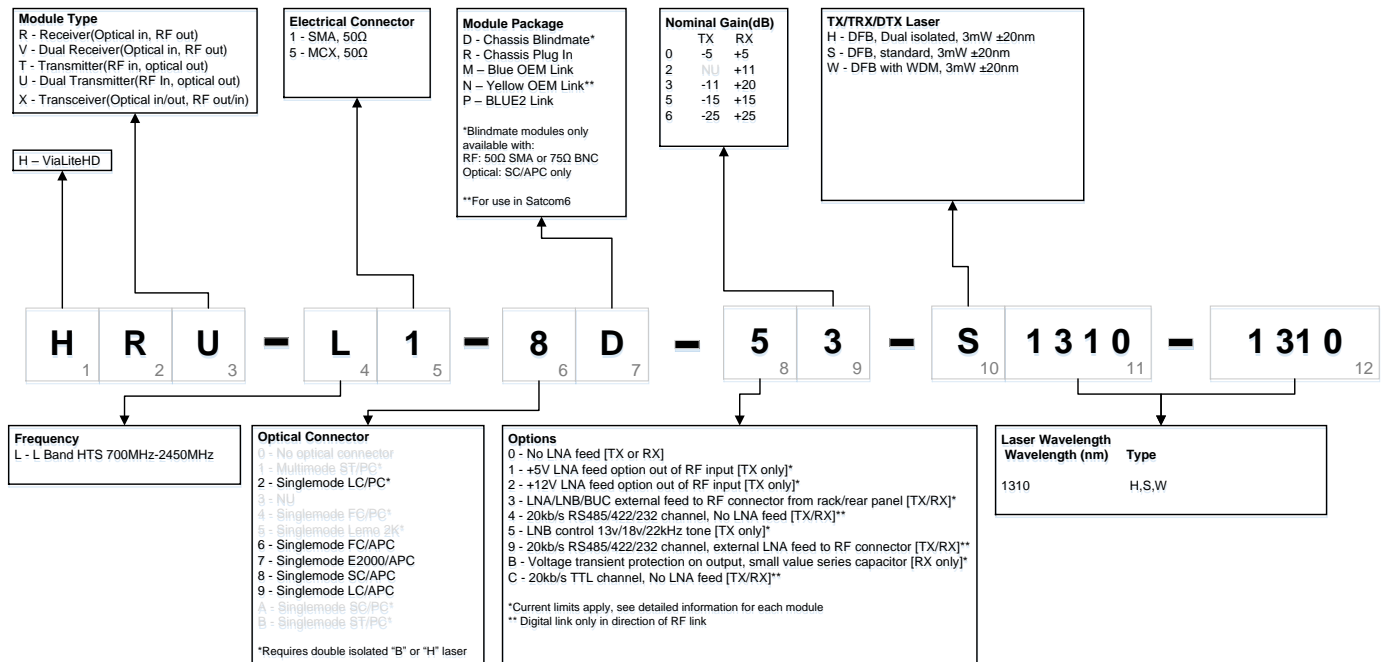 Module Type
R - Receiver(Optical in, RF out)
V - Dual Receiver(Optical in, RF out)
T - Transmitter(RF in, optical out)
U - Dual Transmitter(RF In, optical out)
X - Transceiver(Optical in/out, RF out/in)
H – ViaLiteHD
Electrical Connector
1 - SMA, 50Ω
5 - MCX, 50Ω
Module Package
D - Chassis Blindmate*
R - Chassis Plug In
M – Blue OEM Link
N – Yellow OEM Link**
P – BLUE2 Link
*Blindmate modules only
available with:
RF: 50Ω SMA or 75Ω BNC
Optical: SC/APC only
**For use in Satcom6
Nominal Gain(dB)
TX RX
0 -5 +5
2 NU +11
3 -11 +20
5 -15 +15
6 -25 +25
TX/TRX/DTX Laser
H - DFB, Dual isolated, 3mW ±20nm
S - DFB, standard, 3mW ±20nm
W - DFB with WDM, 3mW ±20nm
H R U - L 1 - 8 D - 5 3 - S 1310 - 1310
1 2 3 4 5 6 7 8 9 10 11 12
Frequency
L - L Band HTS 700MHz-2450MHz
Optical Connector
0 - No optical connector
1 - Multimode ST/PC*
2 - Singlemode LC/PC*
3 - NU
4 - Singlemode FC/PC*
5 - Singlemode Lemo 2K*
6 - Singlemode FC/APC
7 - Singlemode E2000/APC
8 - Singlemode SC/APC
9 - Singlemode LC/APC
A - Singlemode SC/PC*
B - Singlemode ST/PC*
*Requires double isolated “B” or “H” laser
Options
0 - No LNA feed [TX or RX]
1 - +5V LNA feed option out of RF input [TX only]*
2 - +12V LNA feed option out of RF input [TX only]*
3 - LNA/LNB/BUC external feed to RF connector from rack/rear panel [TX/RX]*
4 - 20kb/s RS485/422/232 channel, No LNA feed [TX/RX]**
5 - LNB control 13v/18v/22kHz tone [TX only]*
9 - 20kb/s RS485/422/232 channel, external LNA feed to RF connector [TX/RX]**
B - Voltage transient protection on output, small value series capacitor [RX only]*
C - 20kb/s TTL channel, No LNA feed [TX/RX]**
*Current limits apply, see detailed information for each module
** Digital link only in direction of RF link
Laser Wavelength
Wavelength (nm) Type
1310 H,S,W